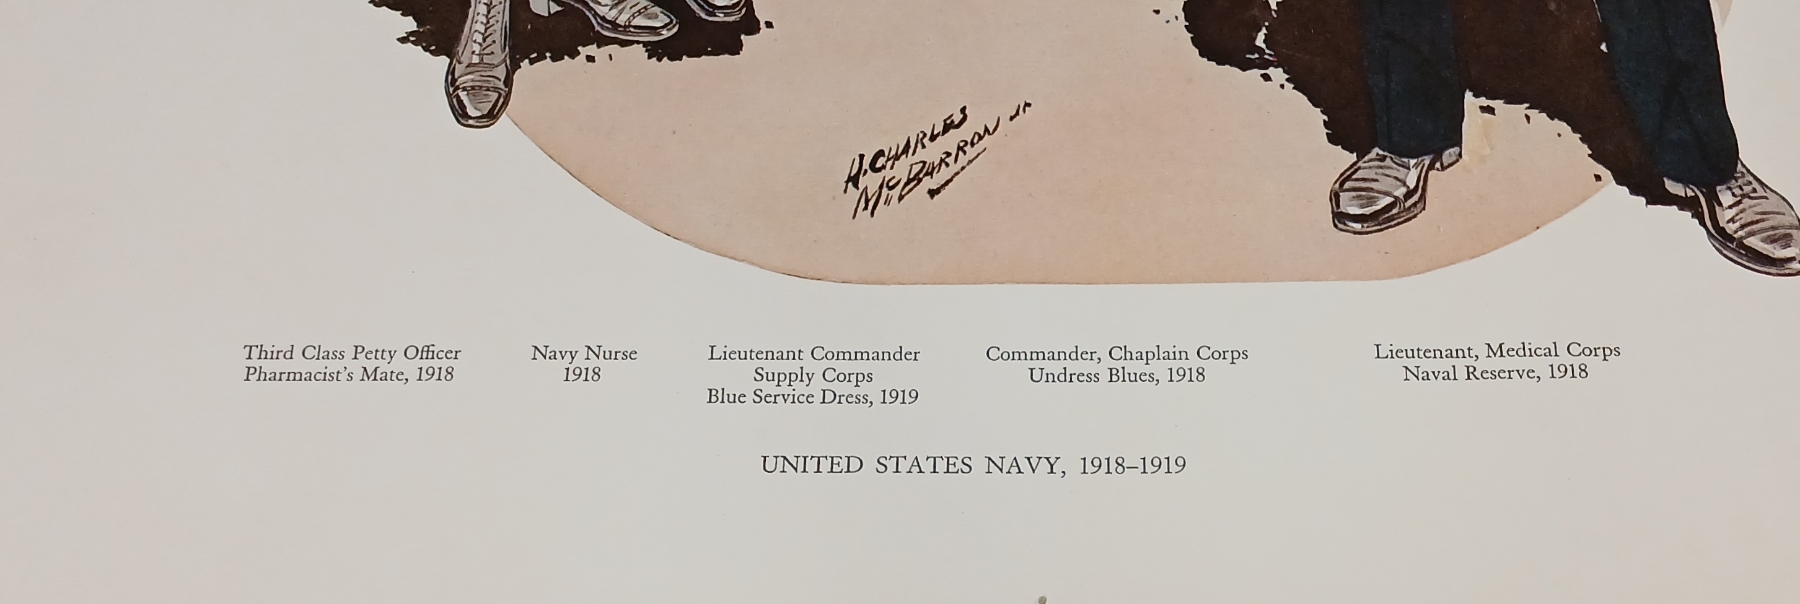 H. CHARLES
McBARRON Jr
Third Class Petty Officer
Pharmacist's Mate, 1918
Navy Nurse
1918
Lieutenant Commander
Supply Corps
Blue Service Dress, 1919
Commander, Chaplain Corps
Undress Blues, 1918
Lieutenant, Medical Corps
Naval Reserve, 1918
UNITED STATES NAVY, 1918–1919